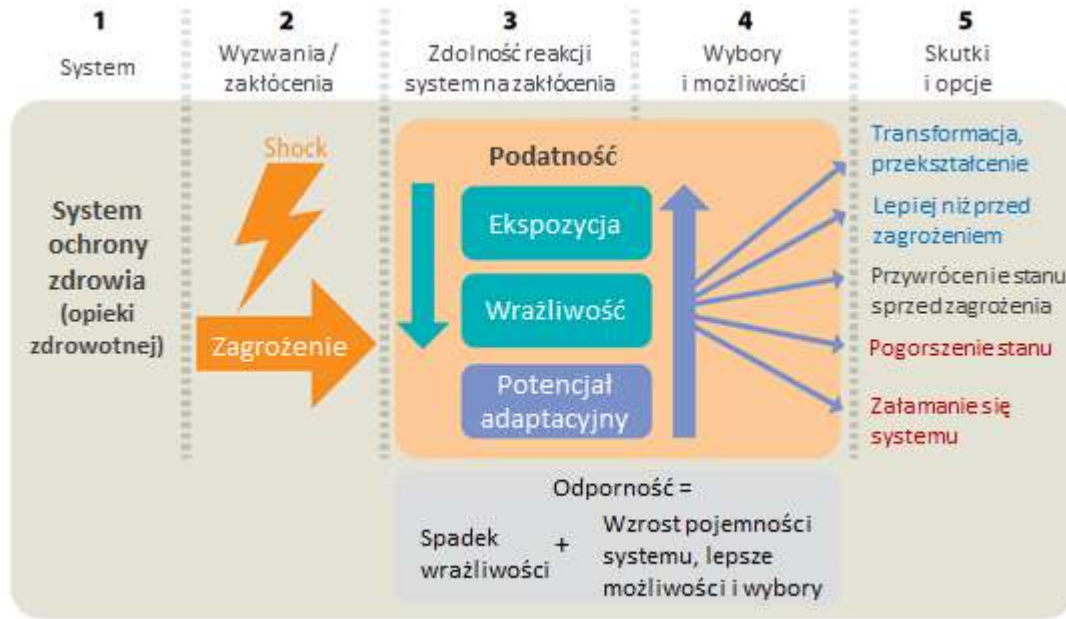 1
System
2
Wyzwania /
zakłócenia
3
Zdolność reakcji
system na zakłócenia
4
Wybory
i możliwości
5
Skutki
i opcje
System
ochrony
zdrowia
(opieki
zdrowotnej)
Shock
Zagrożenie
Podatność
Ekspozycja
Wrażliwość
Potencjał
adaptacyjny
Transformacja,
przekształcenie
Lepiej niż przed
zagrożeniem
Przywrócenie stanu
sprzed zagrożenia
Pogorszenie stanu
Załamanie się
systemu
Odporność =
Spadek
wrażliwości
+
Wzrost pojemności
systemu, lepsze
możliwości i wybory